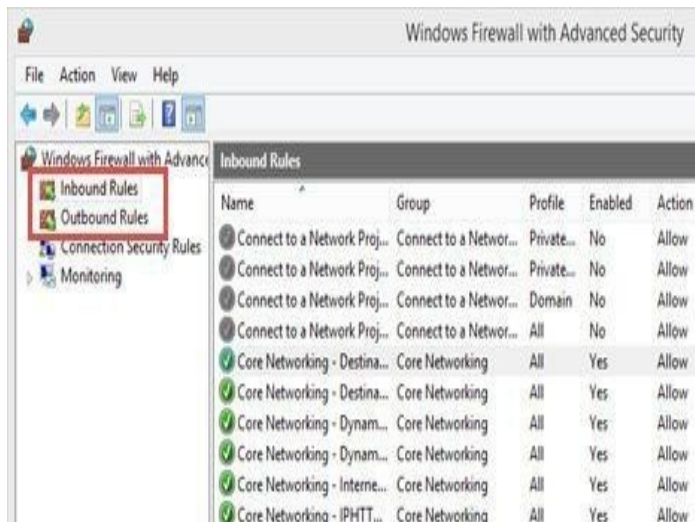 Windows Firewall with Advanced Security
File Action View Help
Windows Firewall with Advance
Inbound Rules
Outbound Rules
Connection Security Rules
Monitoring
Inbound Rules
Name Group Profile Enabled Action
Connect to a Network Proj... Connect to a Networ... Private... No Allow
Connect to a Network Proj... Connect to a Networ... Private... No Allow
Connect to a Network Proj... Connect to a Networ... Domain No Allow
Connect to a Network Proj... Connect to a Networ... All No Allow
Core Networking - Destina... Core Networking All Yes Allow
Core Networking - Destina... Core Networking All Yes Allow
Core Networking - Dynam... Core Networking All Yes Allow
Core Networking - Dynam... Core Networking All Yes Allow
Core Networking - Interne... Core Networking All Yes Allow
Core Networking - IPHTT... Core Networking All Yes Allow